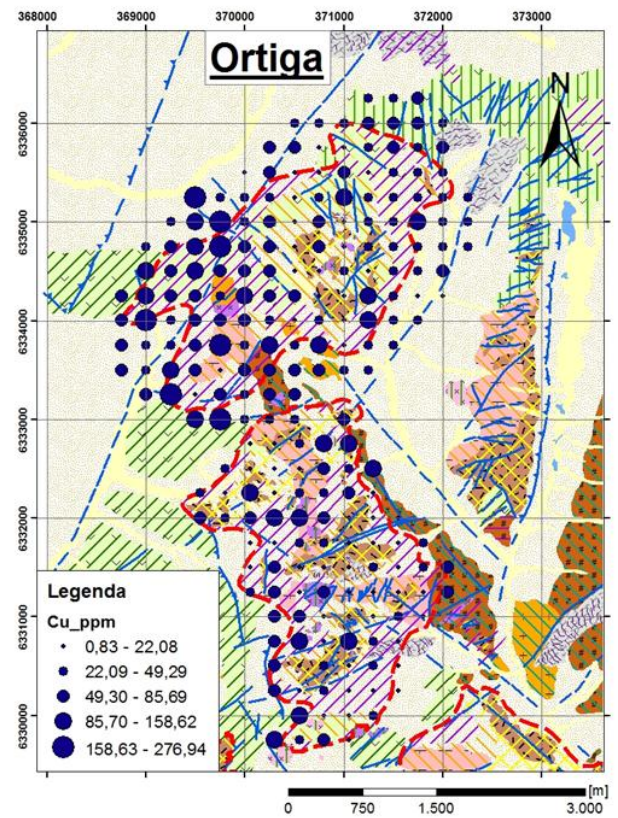 368000 369000 370000 371000 372000 373000
Ortiga
N
6336000
6335000
6334000
6333000
6332000
6331000
6330000
Legenda
Cu_ppm
0,83 - 22,08
22,09 - 49,29
49,30 - 85,69
85,70 - 158,62
158,63 - 276,94
[m]
0 750 1.500 3.000